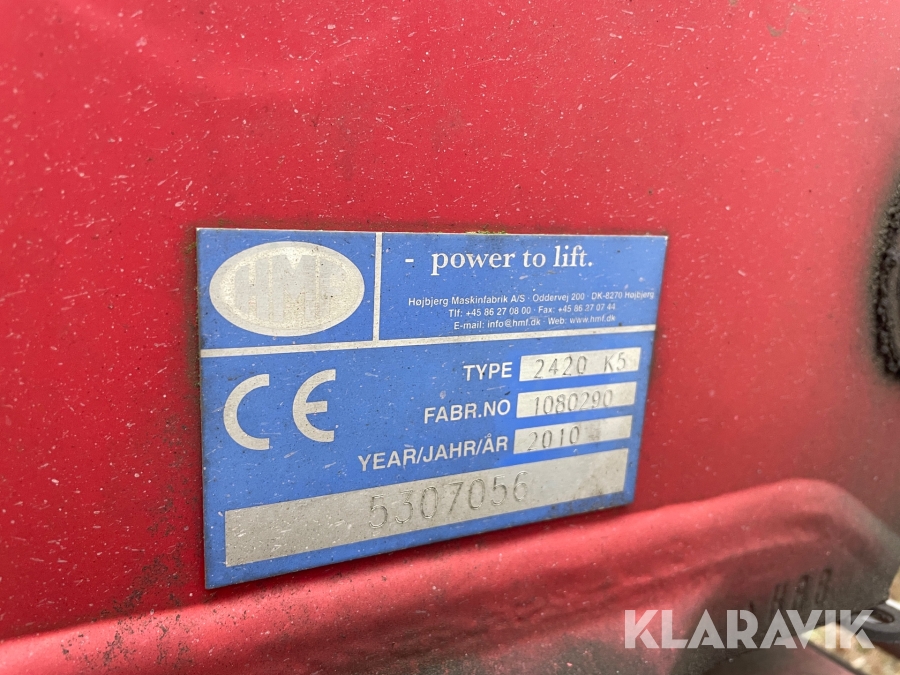 HMF
- power to lift.
Højbjerg Maskinfabrik A/S · Oddervej 200 · DK-8270 Højbjerg
Tlf: +45 86 27 08 00 · Fax: +45 86 27 07 44
E-mail: info@hmf.dk · Web: www.hmf.dk
CE
TYPE 2420 K5
FABR.NO 1080290
YEAR/JAHR/ÅR 2010
5307056
KLARAVIK